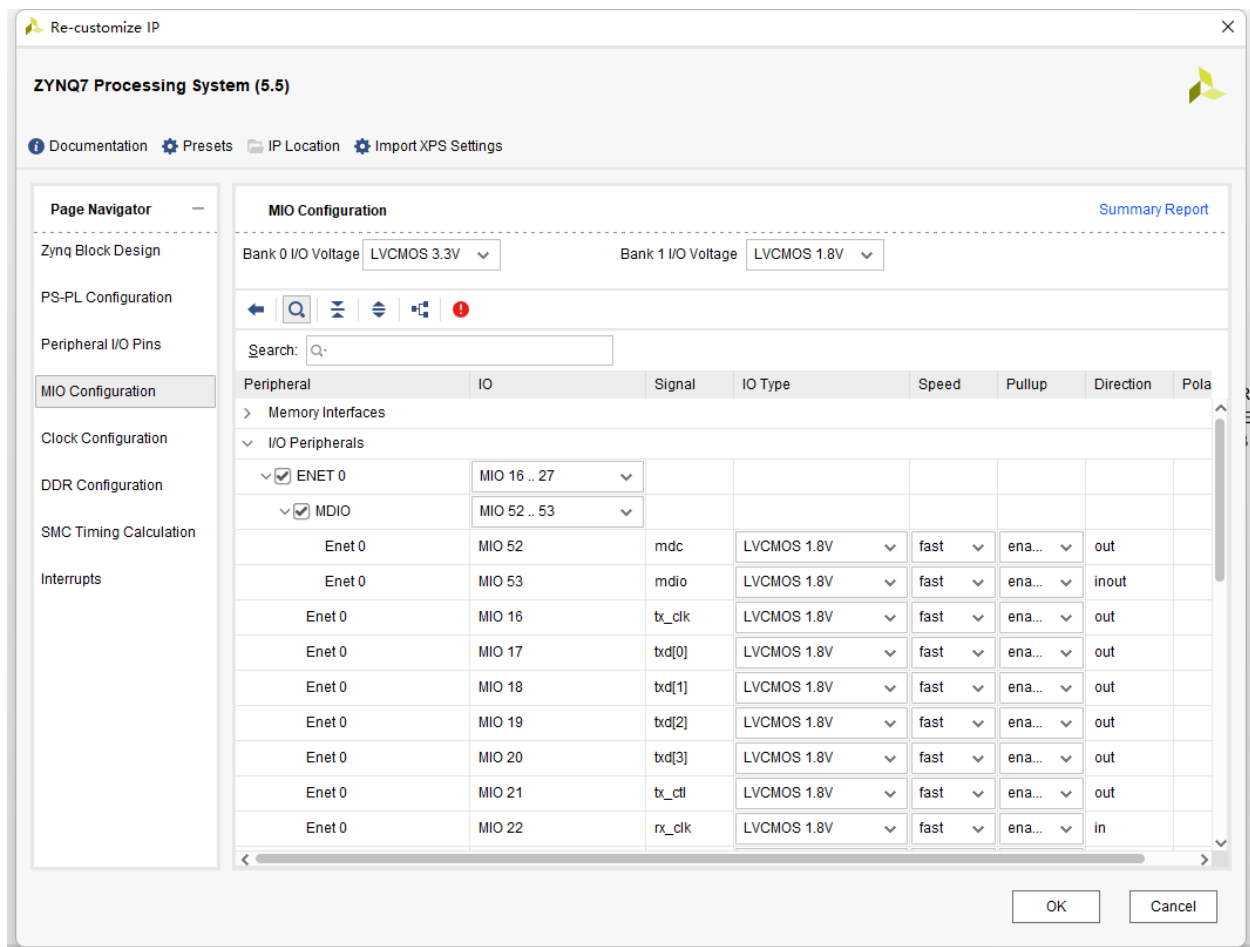 Re-customize IP
ZYNQ7 Processing System (5.5)
Documentation Presets IP Location Import XPS Settings
Page Navigator
Zynq Block Design
PS-PL Configuration
Peripheral I/O Pins
MIO Configuration
Clock Configuration
DDR Configuration
SMC Timing Calculation
Interrupts
MIO Configuration Summary Report
Bank 0 I/O Voltage LVCMOS 3.3V Bank 1 I/O Voltage LVCMOS 1.8V
Search:
Peripheral IO Signal IO Type Speed Pullup Direction Pola
Memory Interfaces
I/O Peripherals
ENET 0 MIO 16 .. 27
MDIO MIO 52 .. 53
Enet 0 MIO 52 mdc LVCMOS 1.8V fast ena... out
Enet 0 MIO 53 mdio LVCMOS 1.8V fast ena... inout
Enet 0 MIO 16 tx_clk LVCMOS 1.8V fast ena... out
Enet 0 MIO 17 txd[0] LVCMOS 1.8V fast ena... out
Enet 0 MIO 18 txd[1] LVCMOS 1.8V fast ena... out
Enet 0 MIO 19 txd[2] LVCMOS 1.8V fast ena... out
Enet 0 MIO 20 txd[3] LVCMOS 1.8V fast ena... out
Enet 0 MIO 21 tx_ctl LVCMOS 1.8V fast ena... out
Enet 0 MIO 22 rx_clk LVCMOS 1.8V fast ena... in
OK Cancel